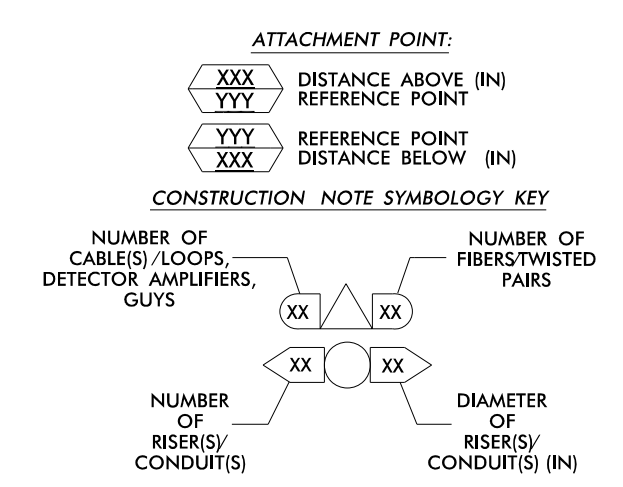 ATTACHMENT POINT:
XXX
YYY
DISTANCE ABOVE (IN)
REFERENCE POINT
YYY
XXX
REFERENCE POINT
DISTANCE BELOW (IN)
CONSTRUCTION NOTE SYMBOLOGY KEY
NUMBER OF
CABLE(S)/LOOPS,
DETECTOR AMPLIFIERS,
GUYS
NUMBER OF
FIBERS/TWISTED
PAIRS
XX
XX
XX
XX
NUMBER
OF
RISER(S)/
CONDUIT(S)
DIAMETER
OF
RISER(S)/
CONDUIT(S) (IN)